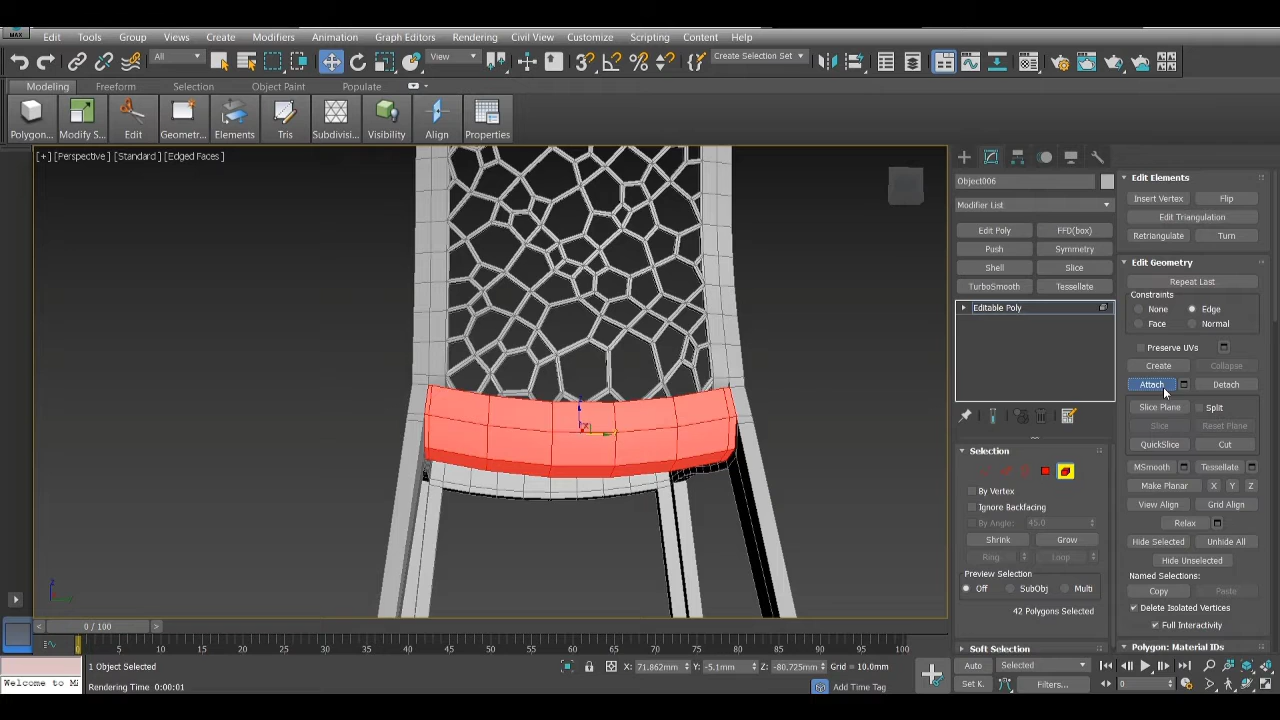 MAX
Edit Tools Group Views Create Modifiers Animation Graph Editors Rendering Civil View Customize Scripting Content Help
All View Create Selection Set
Modeling Freeform Selection Object Paint Populate
Polygon... Modify S... Edit Geometr... Elements Tris Subdivisi... Visibility Align Properties
[+] [Perspective] [Standard] [Edged Faces]
Object006
Modifier List
Edit Poly FFD(box)
Push Symmetry
Shell Slice
TurboSmooth Tessellate
Editable Poly
Selection
By Vertex
Ignore Backfacing
By Angle: 45.0
Shrink Grow
Ring Loop
Preview Selection
Off SubObj Multi
42 Polygons Selected
Soft Selection
Edit Elements
Insert Vertex Flip
Edit Triangulation
Retriangulate Turn
Edit Geometry
Repeat Last
Constraints
None Edge
Face Normal
Preserve UVs
Create Collapse
Attach Detach
Slice Plane Split
Slice Reset Plane
QuickSlice Cut
MSmooth Tessellate
Make Planar X Y Z
View Align Grid Align
Relax
Hide Selected Unhide All
Hide Unselected
Named Selections:
Copy Paste
Delete Isolated Vertices
Full Interactivity
Polygon: Material IDs
0 / 100
0 5 10 15 20 25 30 35 40 45 50 55 60 65 70 75 80 85 90 95 100
1 Object Selected X: 71.862mm Y: -5.1mm Z: -80.725mm Grid = 10.0mm Auto Selected
Welcome to M Rendering Time 0:00:01 Add Time Tag Set K. Filters... 0